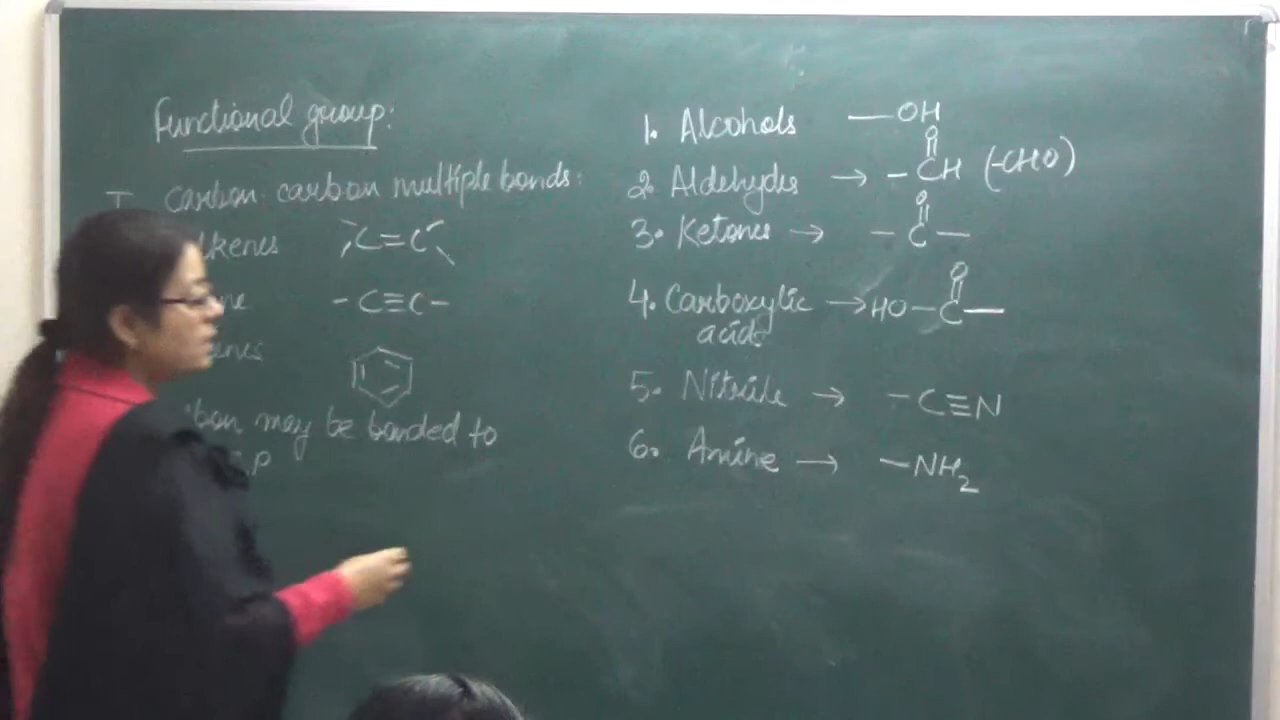 Functional group:
I carbon-carbon multiple bonds:
C=C
-C≡C-
may be bonded to
P
1. Alcohols —OH
O
2. Aldehydes → -CH (-CHO)
O
3. Ketones → -C-
O
4. Carboxylic → HO-C-
acids
5. Nitrile → -C≡N
6. Amine → -NH2